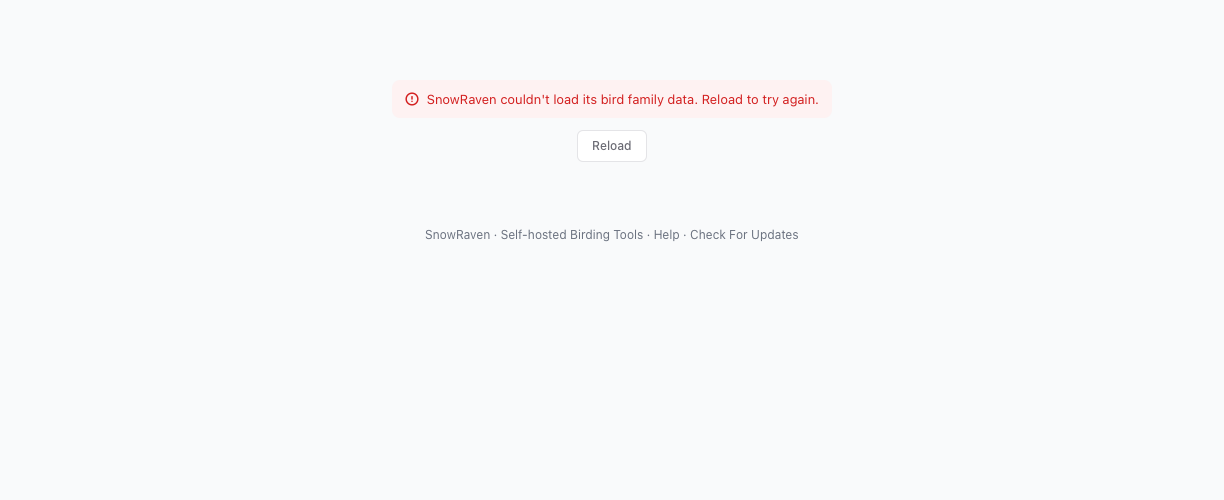 SnowRaven couldn't load its bird family data. Reload to try again.
Reload
SnowRaven · Self-hosted Birding Tools · Help · Check For Updates